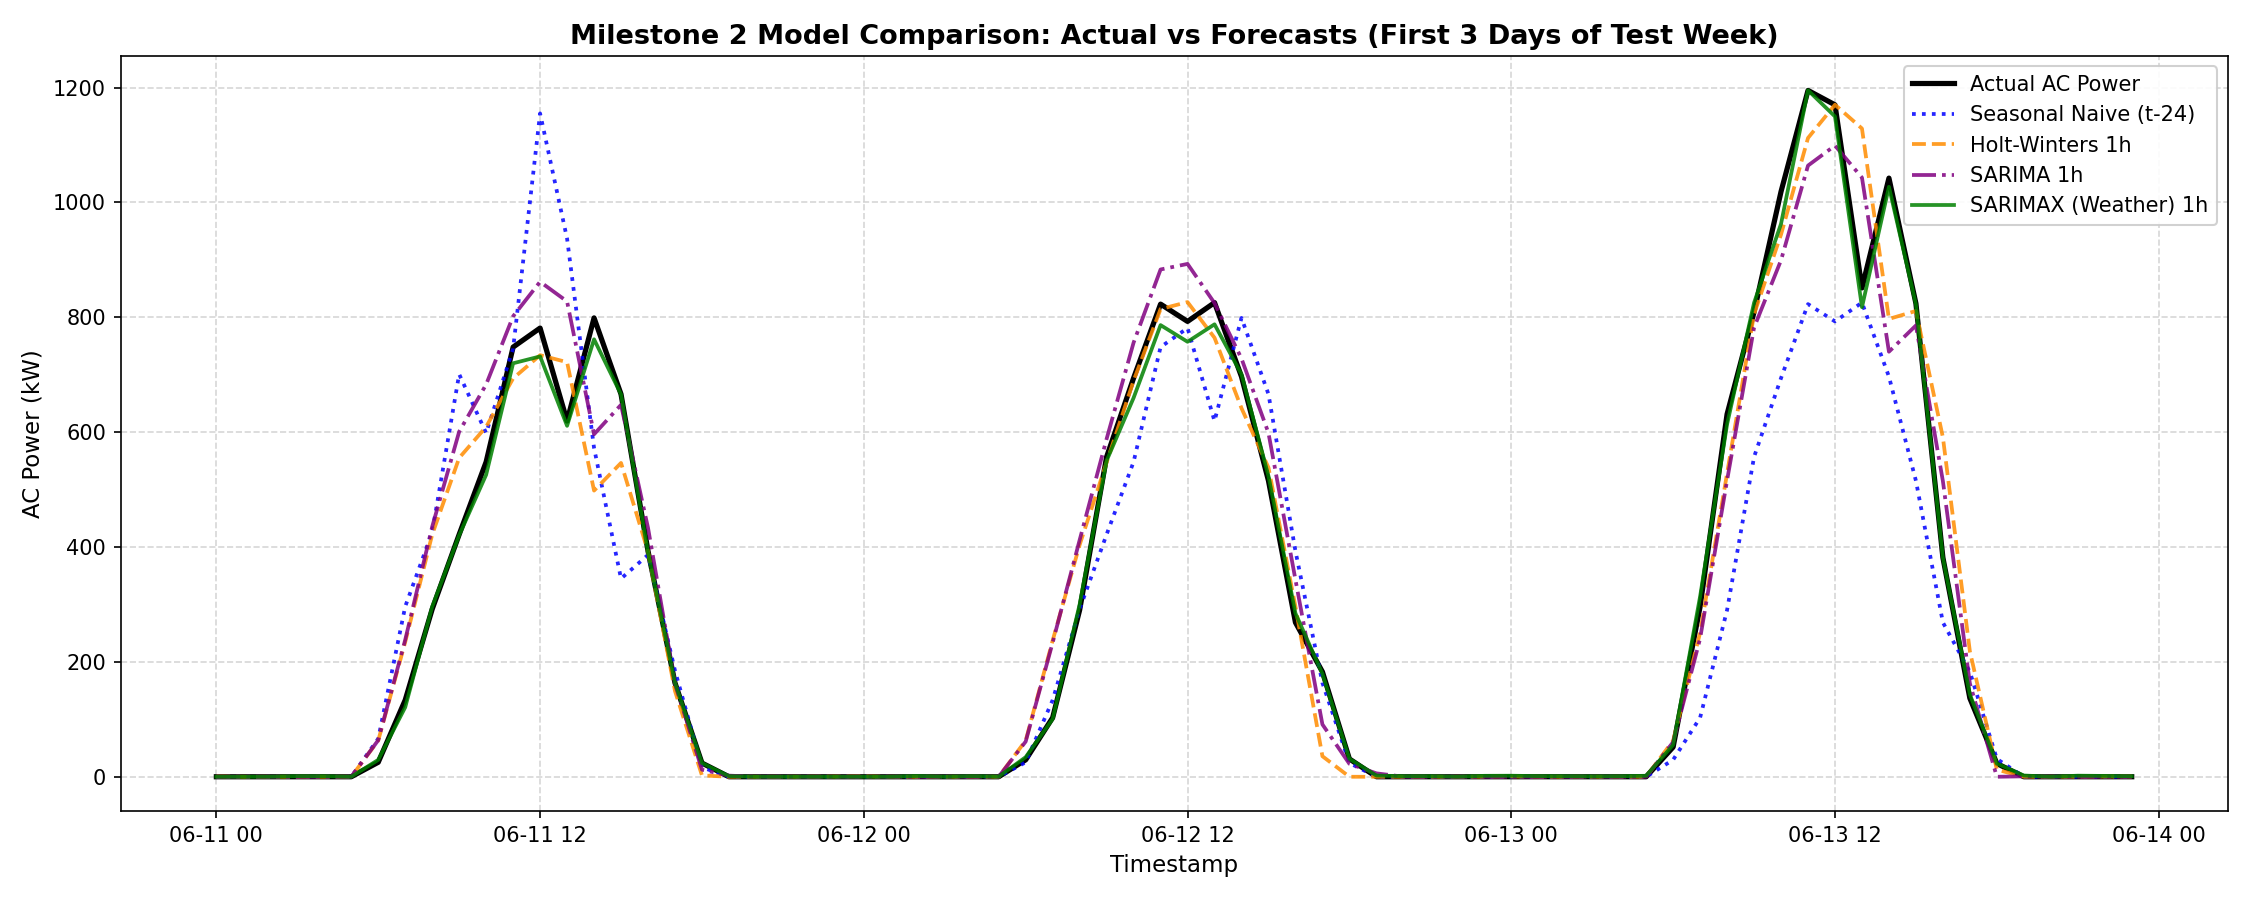 Milestone 2 Model Comparison: Actual vs Forecasts (First 3 Days of Test Week)
Actual AC Power
Seasonal Naive (t-24)
Holt-Winters 1h
SARIMA 1h
SARIMAX (Weather) 1h
AC Power (kW)
1200
1000
800
600
400
200
0
06-11 00
06-11 12
06-12 00
06-12 12
06-13 00
06-13 12
06-14 00
Timestamp